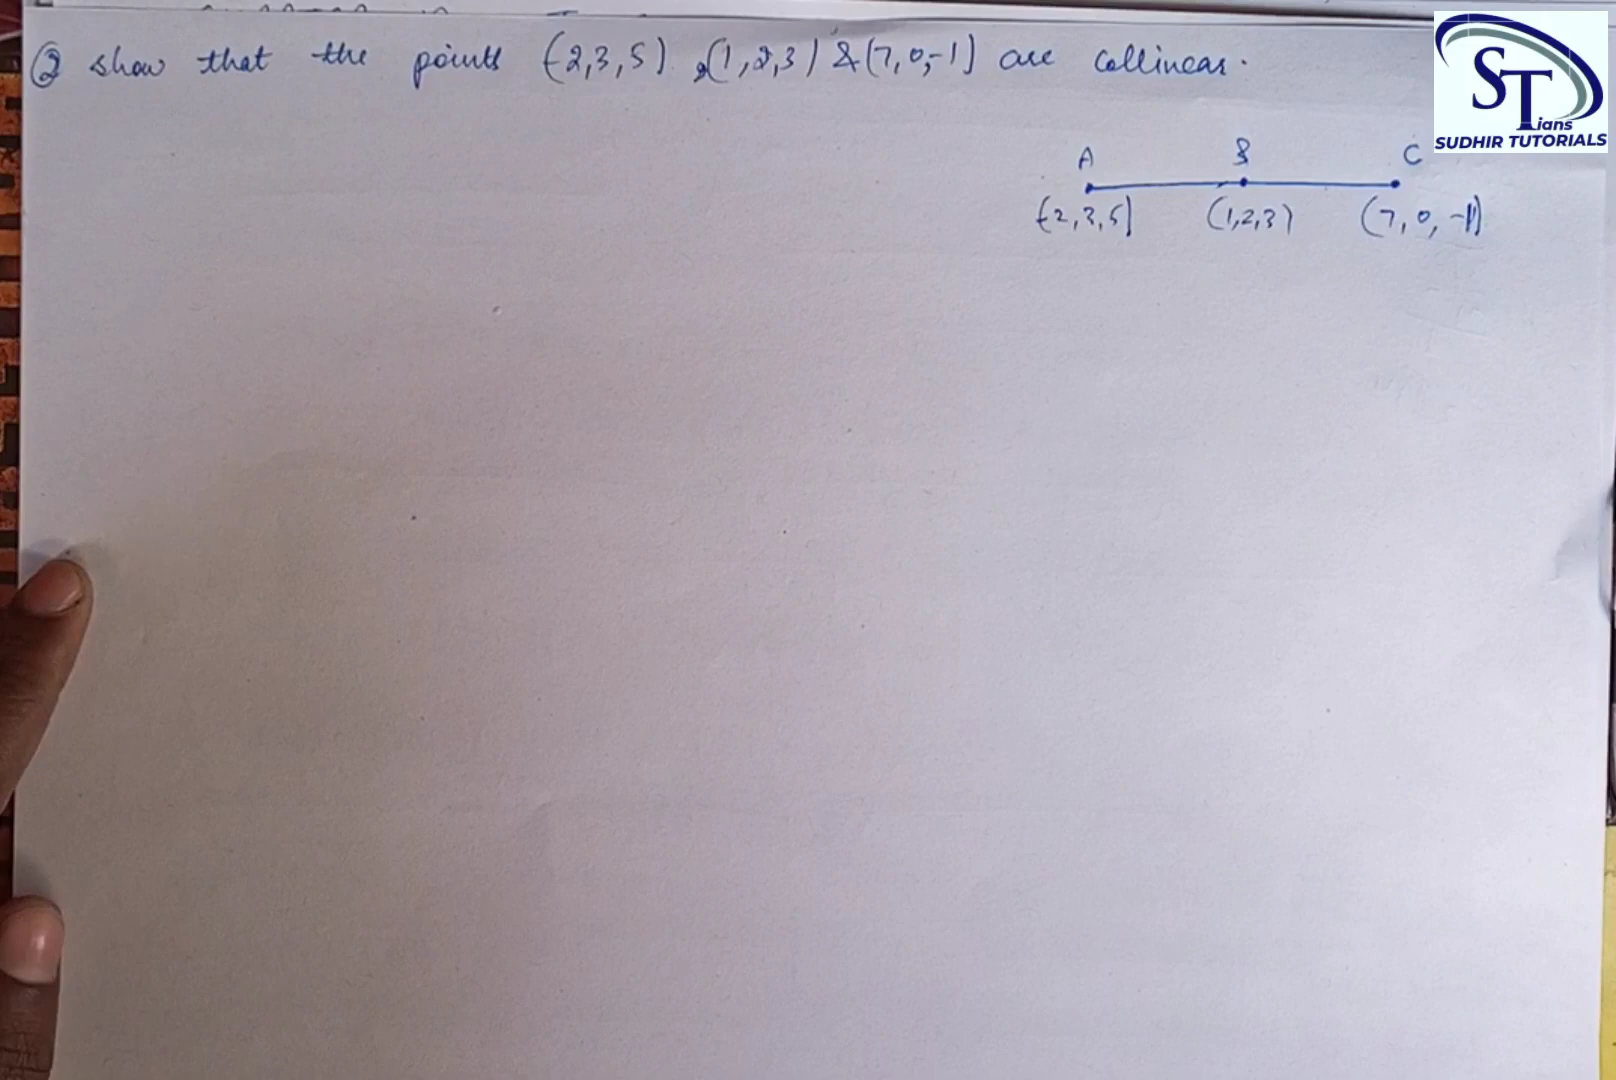 Q show that the points (-2,3,5), (1,2,3) & (7,0,-1) are collinear.
A B C
(-2,3,5) (1,2,3) (7,0,-1)
ST
ians
SUDHIR TUTORIALS